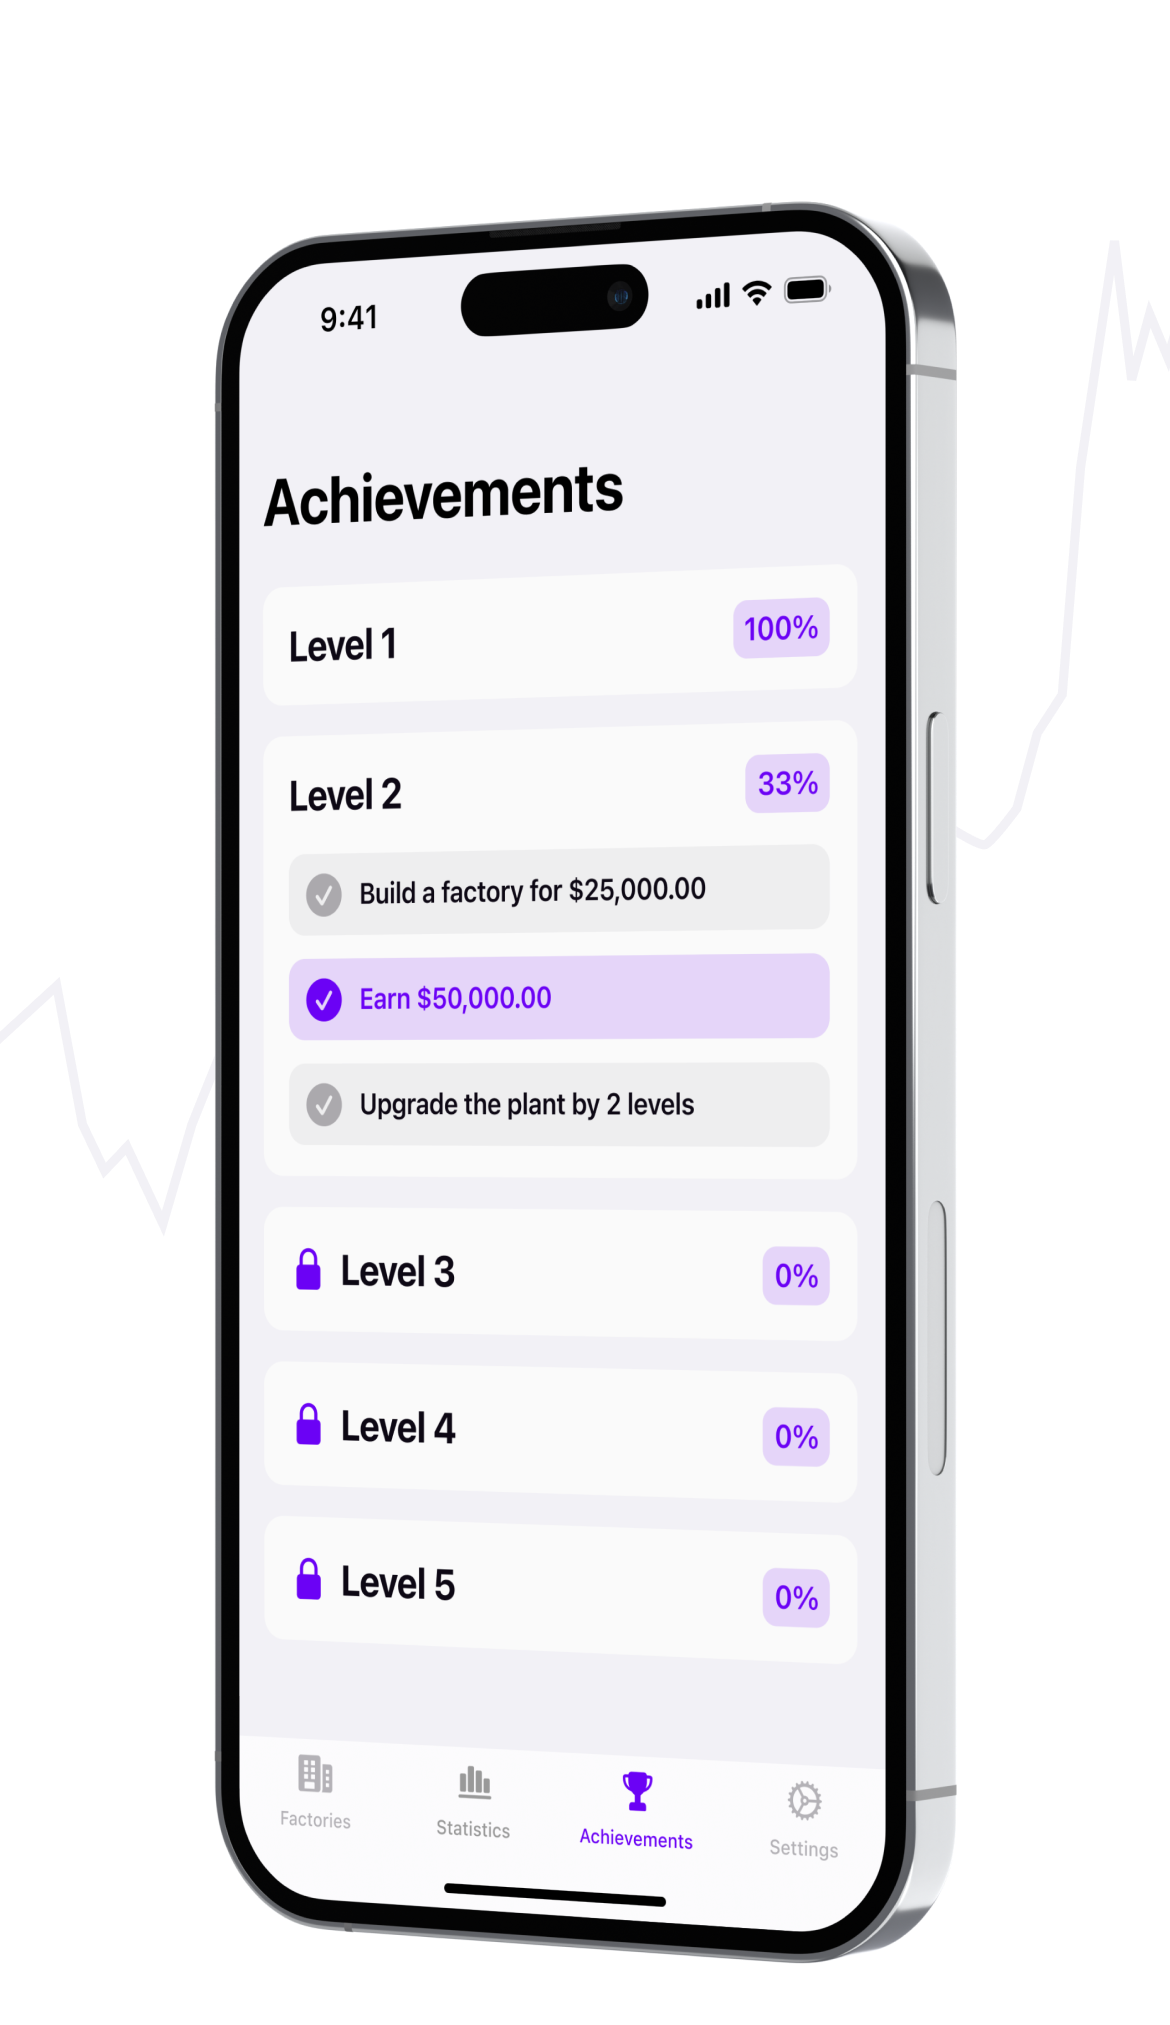 9:41
Achievements
Level 1
100%
Level 2
33%
Build a factory for $25,000.00
Earn $50,000.00
Upgrade the plant by 2 levels
Level 3
0%
Level 4
0%
Level 5
0%
Factories
Statistics
Achievements
Settings